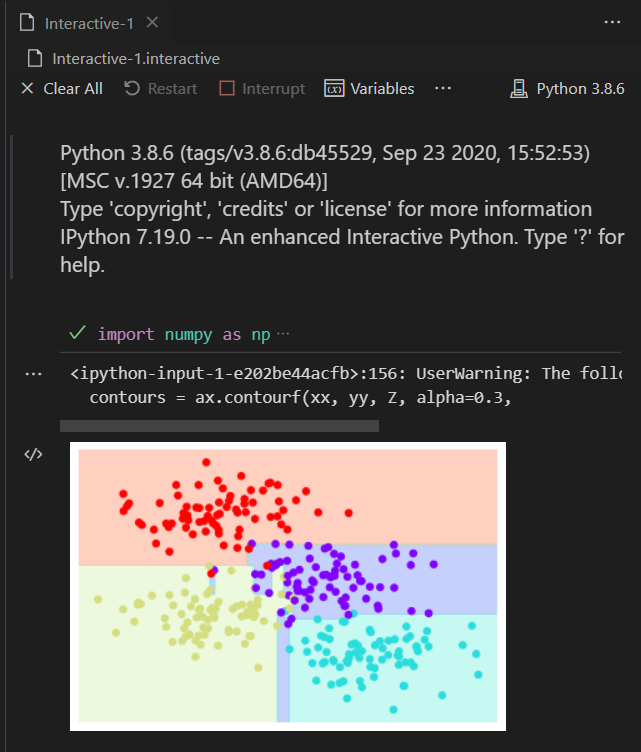 Interactive-1
Interactive-1.interactive
Clear All Restart Interrupt Variables Python 3.8.6
Python 3.8.6 (tags/v3.8.6:db45529, Sep 23 2020, 15:52:53)
[MSC v.1927 64 bit (AMD64)]
Type 'copyright', 'credits' or 'license' for more information
IPython 7.19.0 -- An enhanced Interactive Python. Type '?' for
help.
import numpy as np ···
<ipython-input-1-e202be44acfb>:156: UserWarning: The
contours = ax.contourf(xx, yy, Z, alpha=0.3,